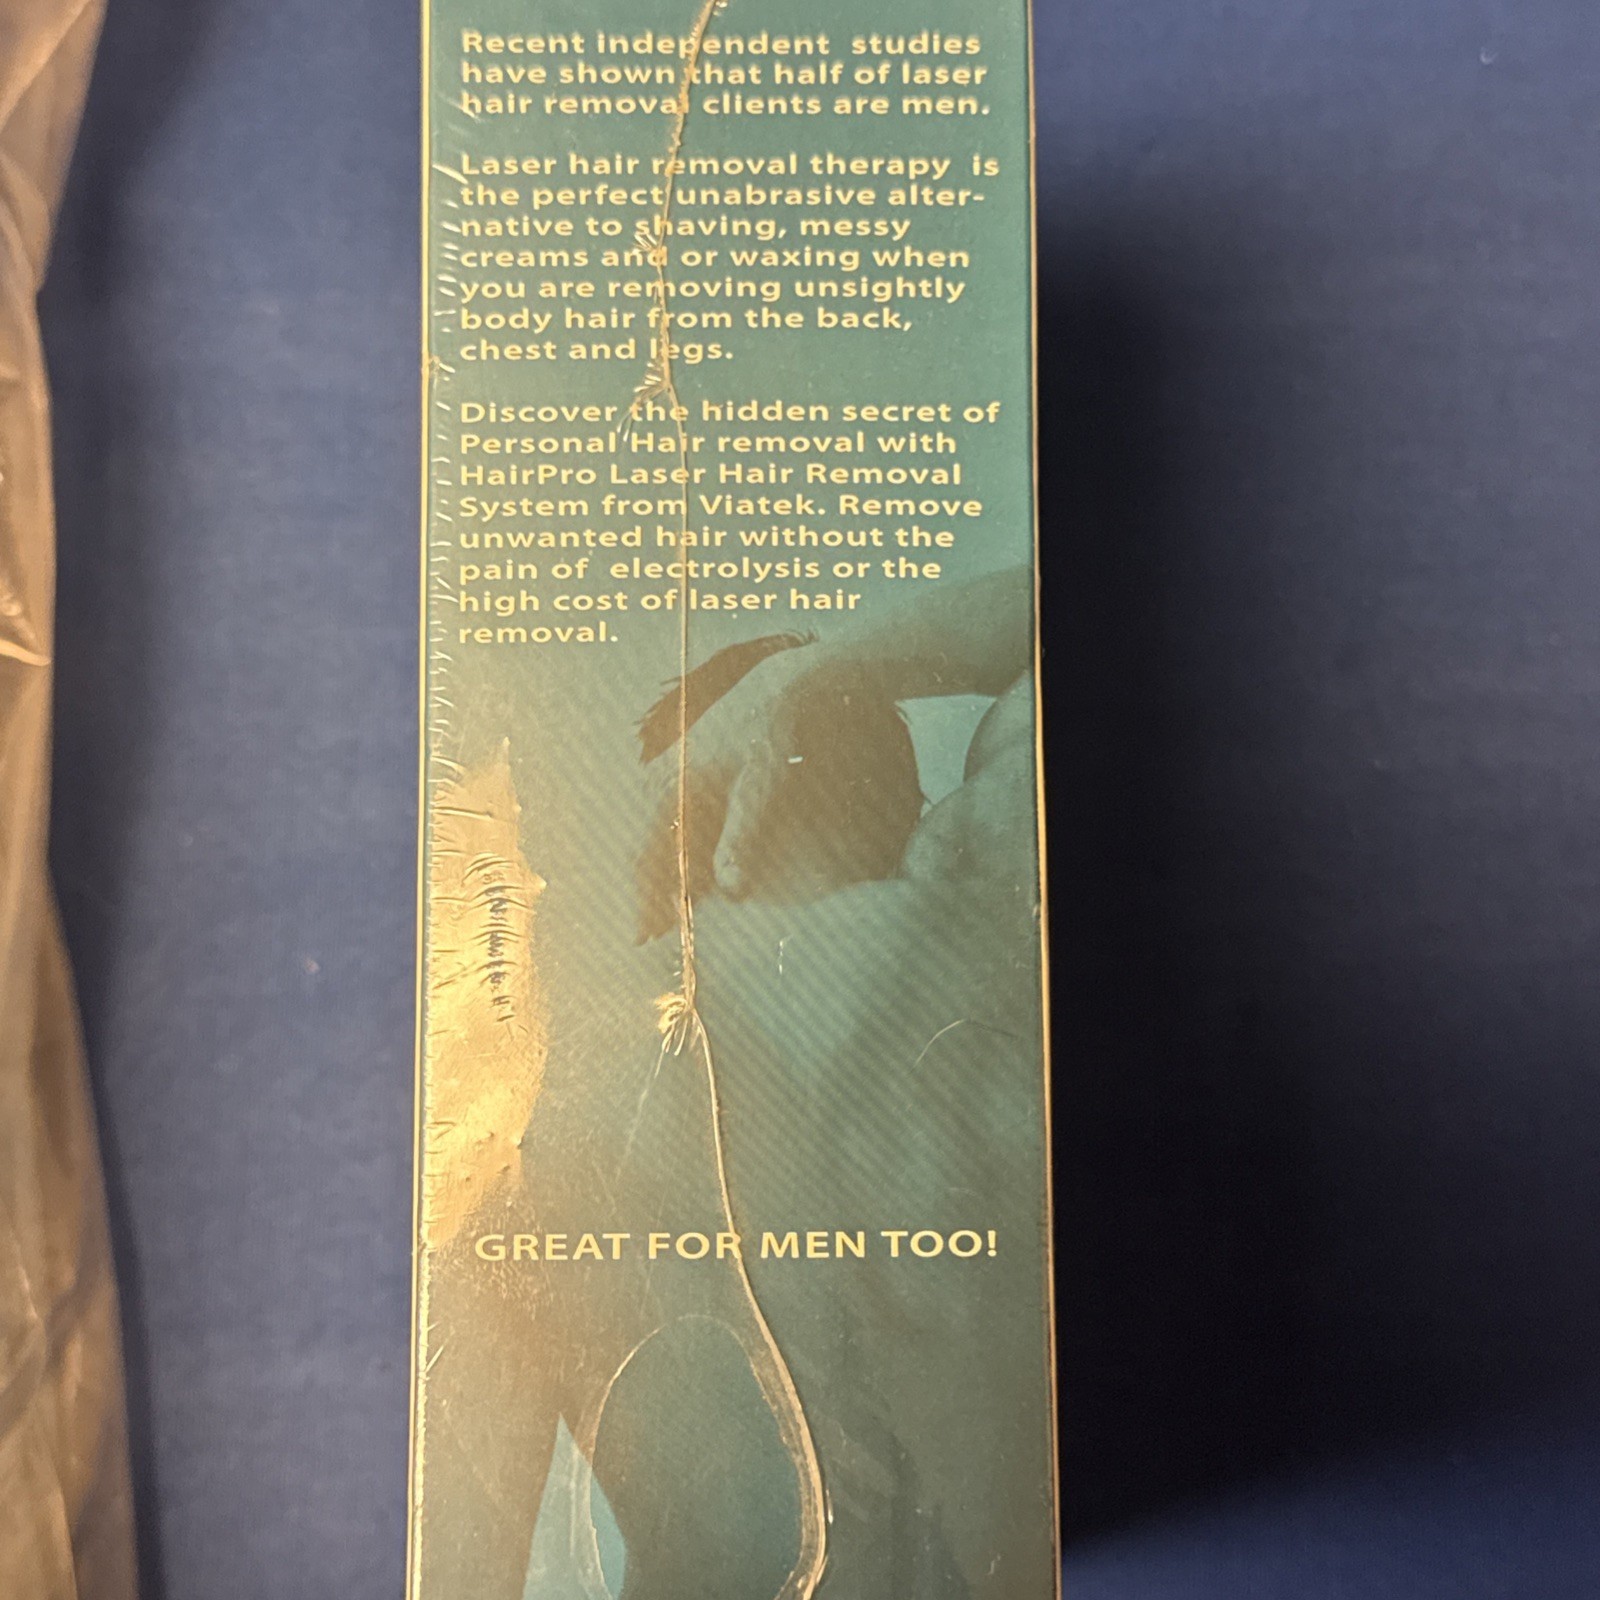 Recent independent studies
have shown that half of laser
hair removal clients are men.
Laser hair removal therapy is
the perfect unabrasive alter-
native to shaving, messy
creams and or waxing when
you are removing unsightly
body hair from the back,
chest and legs.
Discover the hidden secret of
Personal Hair removal with
HairPro Laser Hair Removal
System from Viatek. Remove
unwanted hair without the
pain of electrolysis or the
high cost of laser hair
removal.
GREAT FOR MEN TOO!